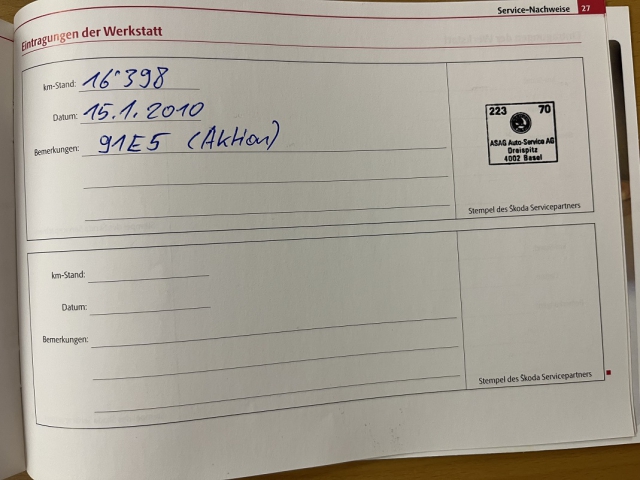 Service-Nachweise 27
Eintragungen der Werkstatt
km-Stand: 16'398
Datum: 15.1.2010
Bemerkungen: 91E5 (Aktion)
223 70
ASAG Auto-Service AG
Dreispitz
4002 Basel
Stempel des Škoda Servicepartners
km-Stand:
Datum:
Bemerkungen:
Stempel des Škoda Servicepartners